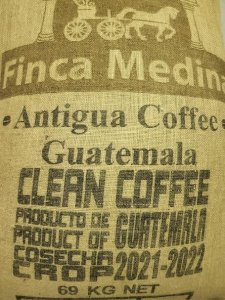 Finca Medina
• Antigua Coffee •
Guatemala
CLEAN COFFEE
PRODUCTO DE
PRODUCT OF
GUATEMALA
COSECHA
CROP
2021-2022
69 KG NET